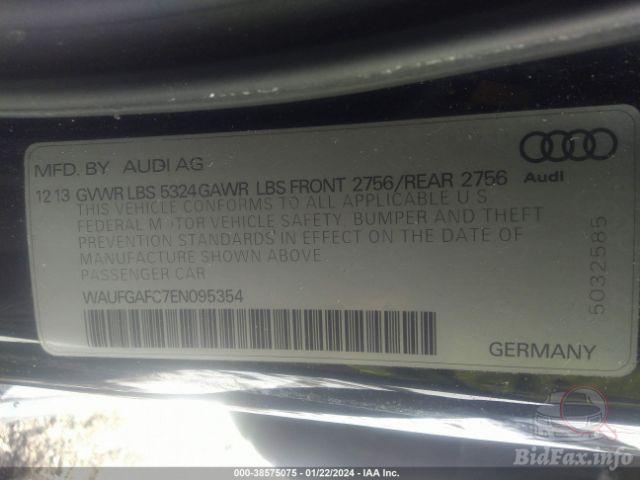 MFD. BY AUDI AG
Audi
12 13 GVWR LBS 5324 GAWR LBS FRONT 2756/REAR 2756
THIS VEHICLE CONFORMS TO ALL APPLICABLE U S
FEDERAL M TOR VEHICLE SAFETY, BUMPER AND THEFT
PREVENTION STANDARDS IN EFFECT ON THE DATE OF
MANUFACTURE SHOWN ABOVE.
PASSENGER CAR
WAUFGAFC7EN095354
5032585
GERMANY
BidFax.info
000-38575075 - 01/22/2024 - IAA Inc.